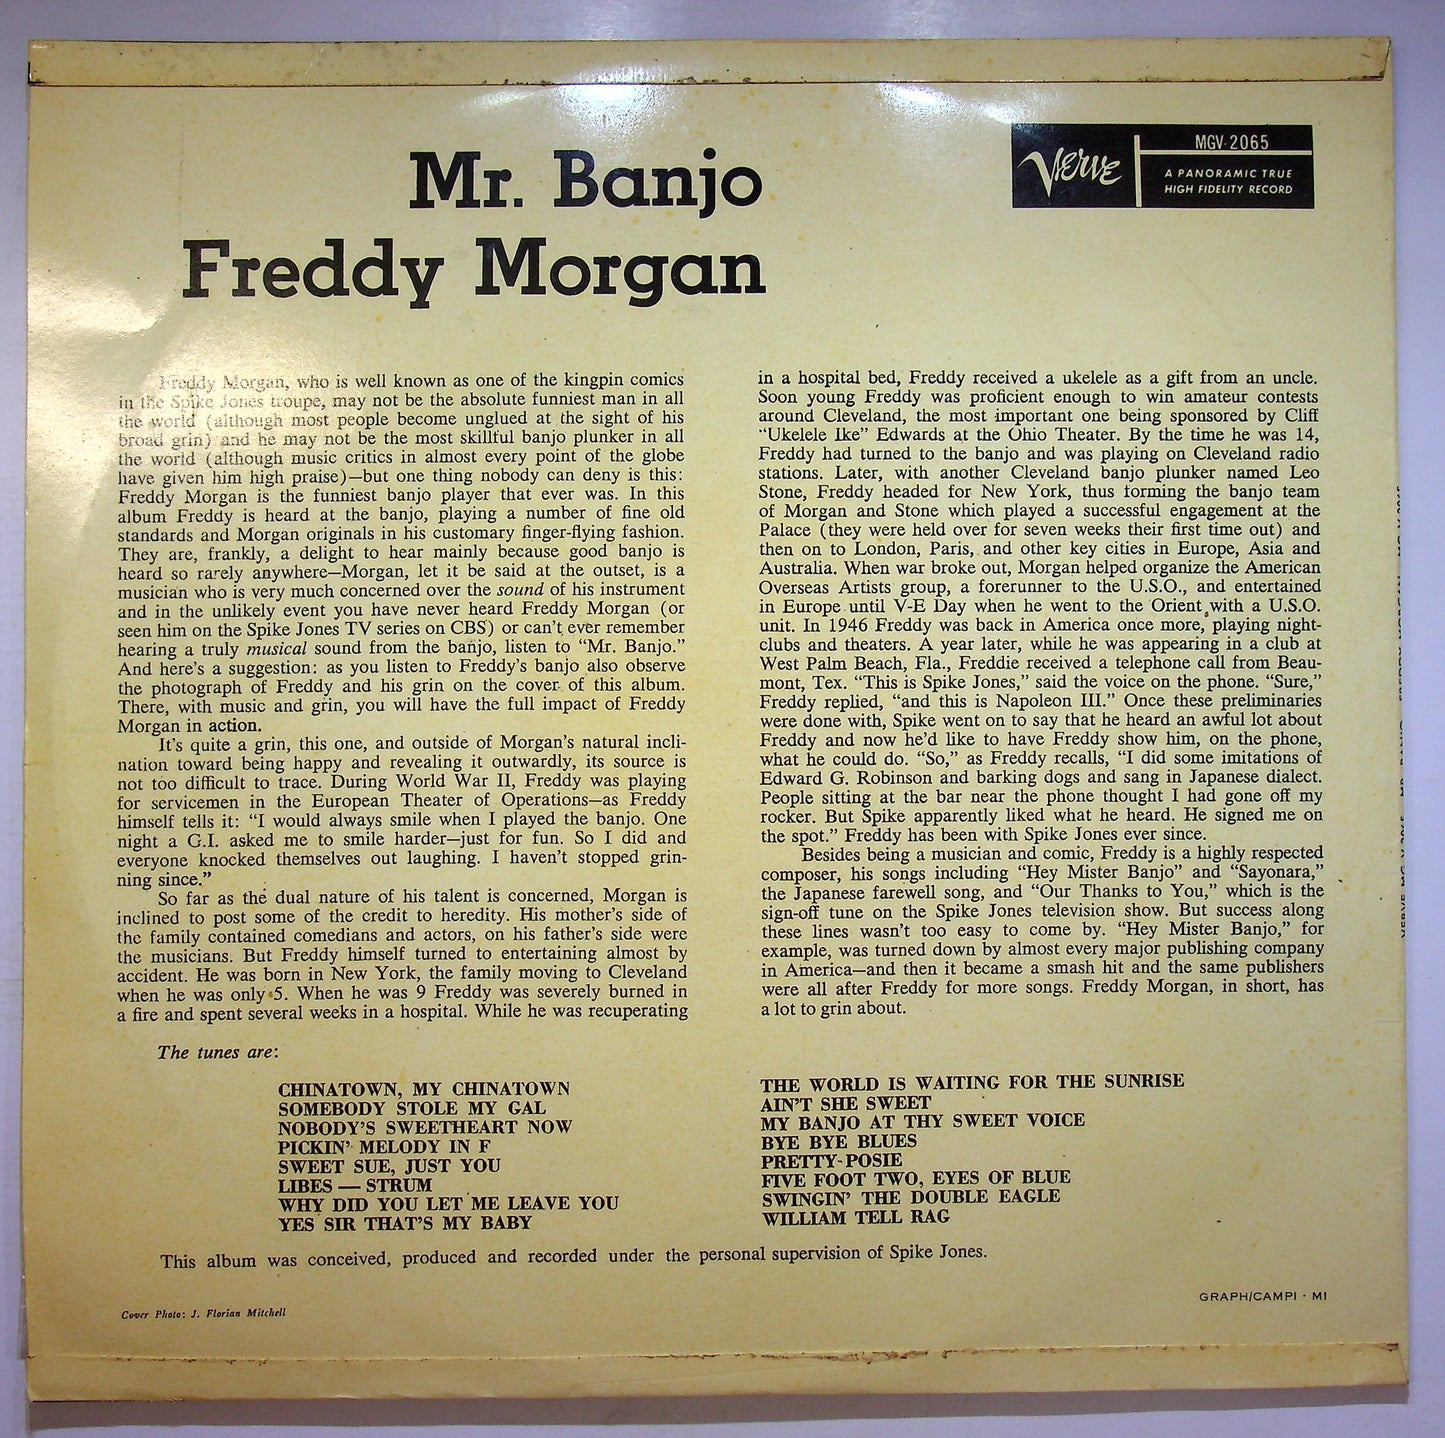 Mr. Banjo
Freddy Morgan
Verve
MGV-2065
A PANORAMIC TRUE
HIGH FIDELITY RECORD
Freddy Morgan, who is well known as one of the kingpin comics
in the Spike Jones troupe, may not be the absolute funniest man in all
the world (although most people become unglued at the sight of his
broad grin) and he may not be the most skillful banjo plunker in all
the world (although music critics in almost every point of the globe
have given him high praise)—but one thing nobody can deny is this:
Freddy Morgan is the funniest banjo player that ever was. In this
album Freddy is heard at the banjo, playing a number of fine old
standards and Morgan originals in his customary finger-flying fashion.
They are, frankly, a delight to hear mainly because good banjo is
heard so rarely anywhere—Morgan, let it be said at the outset, is a
musician who is very much concerned over the sound of his instrument
and in the unlikely event you have never heard Freddy Morgan (or
seen him on the Spike Jones TV series on CBS) or can't ever remember
hearing a truly musical sound from the banjo, listen to "Mr. Banjo."
And here's a suggestion: as you listen to Freddy's banjo also observe
the photograph of Freddy and his grin on the cover of this album.
There, with music and grin, you will have the full impact of Freddy
Morgan in action.
It's quite a grin, this one, and outside of Morgan's natural incli-
nation toward being happy and revealing it outwardly, its source is
not too difficult to trace. During World War II, Freddy was playing
for servicemen in the European Theater of Operations—as Freddy
himself tells it: "I would always smile when I played the banjo. One
night a G.I. asked me to smile harder—just for fun. So I did and
everyone knocked themselves out laughing. I haven't stopped grin-
ning since."
So far as the dual nature of his talent is concerned, Morgan is
inclined to post some of the credit to heredity. His mother's side of
the family contained comedians and actors, on his father's side were
the musicians. But Freddy himself turned to entertaining almost by
accident. He was born in New York, the family moving to Cleveland
when he was only 5. When he was 9 Freddy was severely burned in
a fire and spent several weeks in a hospital. While he was recuperating
in a hospital bed, Freddy received a ukelele as a gift from an uncle.
Soon young Freddy was proficient enough to win amateur contests
around Cleveland, the most important one being sponsored by Cliff
"Ukelele Ike" Edwards at the Ohio Theater. By the time he was 14,
Freddy had turned to the banjo and was playing on Cleveland radio
stations. Later, with another Cleveland banjo plunker named Leo
Stone, Freddy headed for New York, thus forming the banjo team
of Morgan and Stone which played a successful engagement at the
Palace (they were held over for seven weeks their first time out) and
then on to London, Paris, and other key cities in Europe, Asia and
Australia. When war broke out, Morgan helped organize the American
Overseas Artists group, a forerunner to the U.S.O., and entertained
in Europe until V-E Day when he went to the Orient with a U.S.O.
unit. In 1946 Freddy was back in America once more, playing night-
clubs and theaters. A year later, while he was appearing in a club at
West Palm Beach, Fla., Freddie received a telephone call from Beau-
mont, Tex. "This is Spike Jones," said the voice on the phone. "Sure,"
Freddy replied, "and this is Napoleon III." Once these preliminaries
were done with, Spike went on to say that he heard an awful lot about
Freddy and now he'd like to have Freddy show him, on the phone,
what he could do. "So," as Freddy recalls, "I did some imitations of
Edward G. Robinson and barking dogs and sang in Japanese dialect.
People sitting at the bar near the phone thought I had gone off my
rocker. But Spike apparently liked what he heard. He signed me on
the spot." Freddy has been with Spike Jones ever since.
Besides being a musician and comic, Freddy is a highly respected
composer, his songs including "Hey Mister Banjo" and "Sayonara,"
the Japanese farewell song, and "Our Thanks to You," which is the
sign-off tune on the Spike Jones television show. But success along
these lines wasn't too easy to come by. "Hey Mister Banjo," for
example, was turned down by almost every major publishing company
in America—and then it became a smash hit and the same publishers
were all after Freddy for more songs. Freddy Morgan, in short, has
a lot to grin about.
The tunes are:
CHINATOWN, MY CHINATOWN
SOMEBODY STOLE MY GAL
NOBODY'S SWEETHEART NOW
PICKIN' MELODY IN F
SWEET SUE, JUST YOU
LIBES — STRUM
WHY DID YOU LET ME LEAVE YOU
YES SIR THAT'S MY BABY
THE WORLD IS WAITING FOR THE SUNRISE
AIN'T SHE SWEET
MY BANJO AT THY SWEET VOICE
BYE BYE BLUES
PRETTY-POSIE
FIVE FOOT TWO, EYES OF BLUE
SWINGIN' THE DOUBLE EAGLE
WILLIAM TELL RAG
This album was conceived, produced and recorded under the personal supervision of Spike Jones.
Cover Photo: J. Florian Mitchell
GRAPH/CAMPI - MI